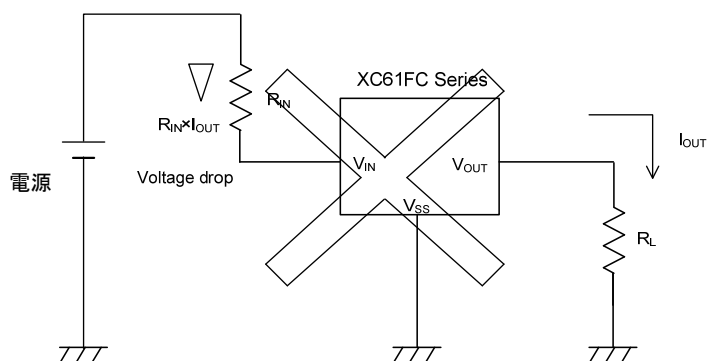 XC61FC Series
RIN
RIN×IOUT
Voltage drop
VIN
VOUT
VSS
IOUT
RL
電源